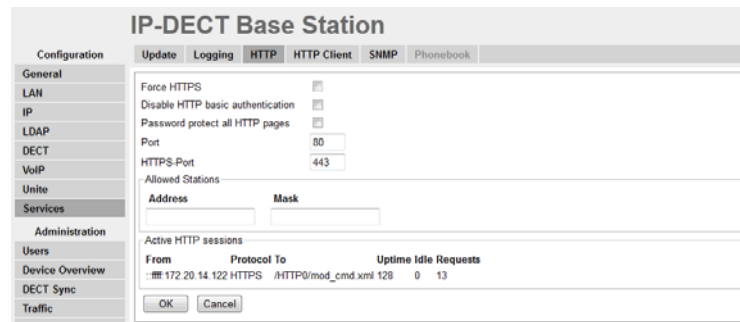 IP-DECT Base Station
Configuration
Update Logging HTTP HTTP Client SNMP Phonebook
General
LAN
IP
LDAP
DECT
VoIP
Unite
Services
Administration
Users
Device Overview
DECT Sync
Traffic
Force HTTPS
Disable HTTP basic authentication
Password protect all HTTP pages
Port 80
HTTPS-Port 443
Allowed Stations
Address Mask
Active HTTP sessions
From Protocol To Uptime Idle Requests
::ffff:172.20.14.122 HTTPS /HTTP0/mod_cmd.xml 128 0 13
OK Cancel